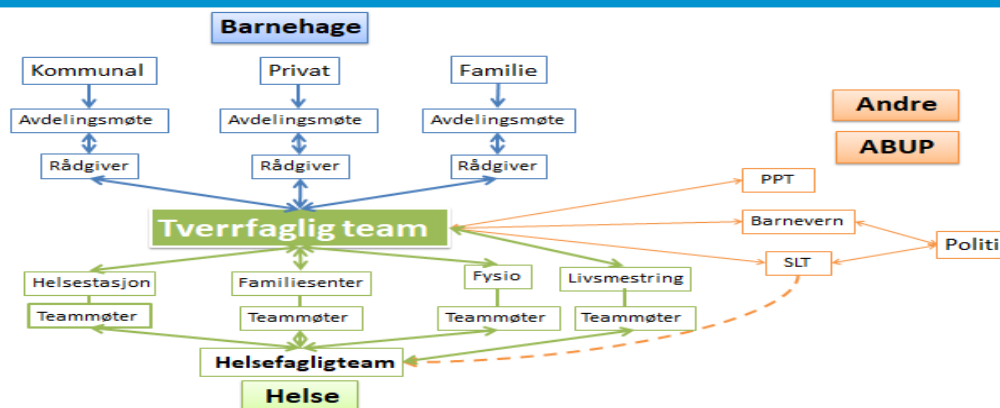 Barnehage
Kommunal Privat Familie
Avdelingsmøte Avdelingsmøte Avdelingsmøte
Andre
ABUP
Rådgiver Rådgiver Rådgiver
PPT
Tverrfaglig team
Barnevern
Politi
SLT
Helsestasjon Familiesenter Fysio Livsmestring
Teammøter Teammøter Teammøter Teammøter
Helsefagligteam
Helse